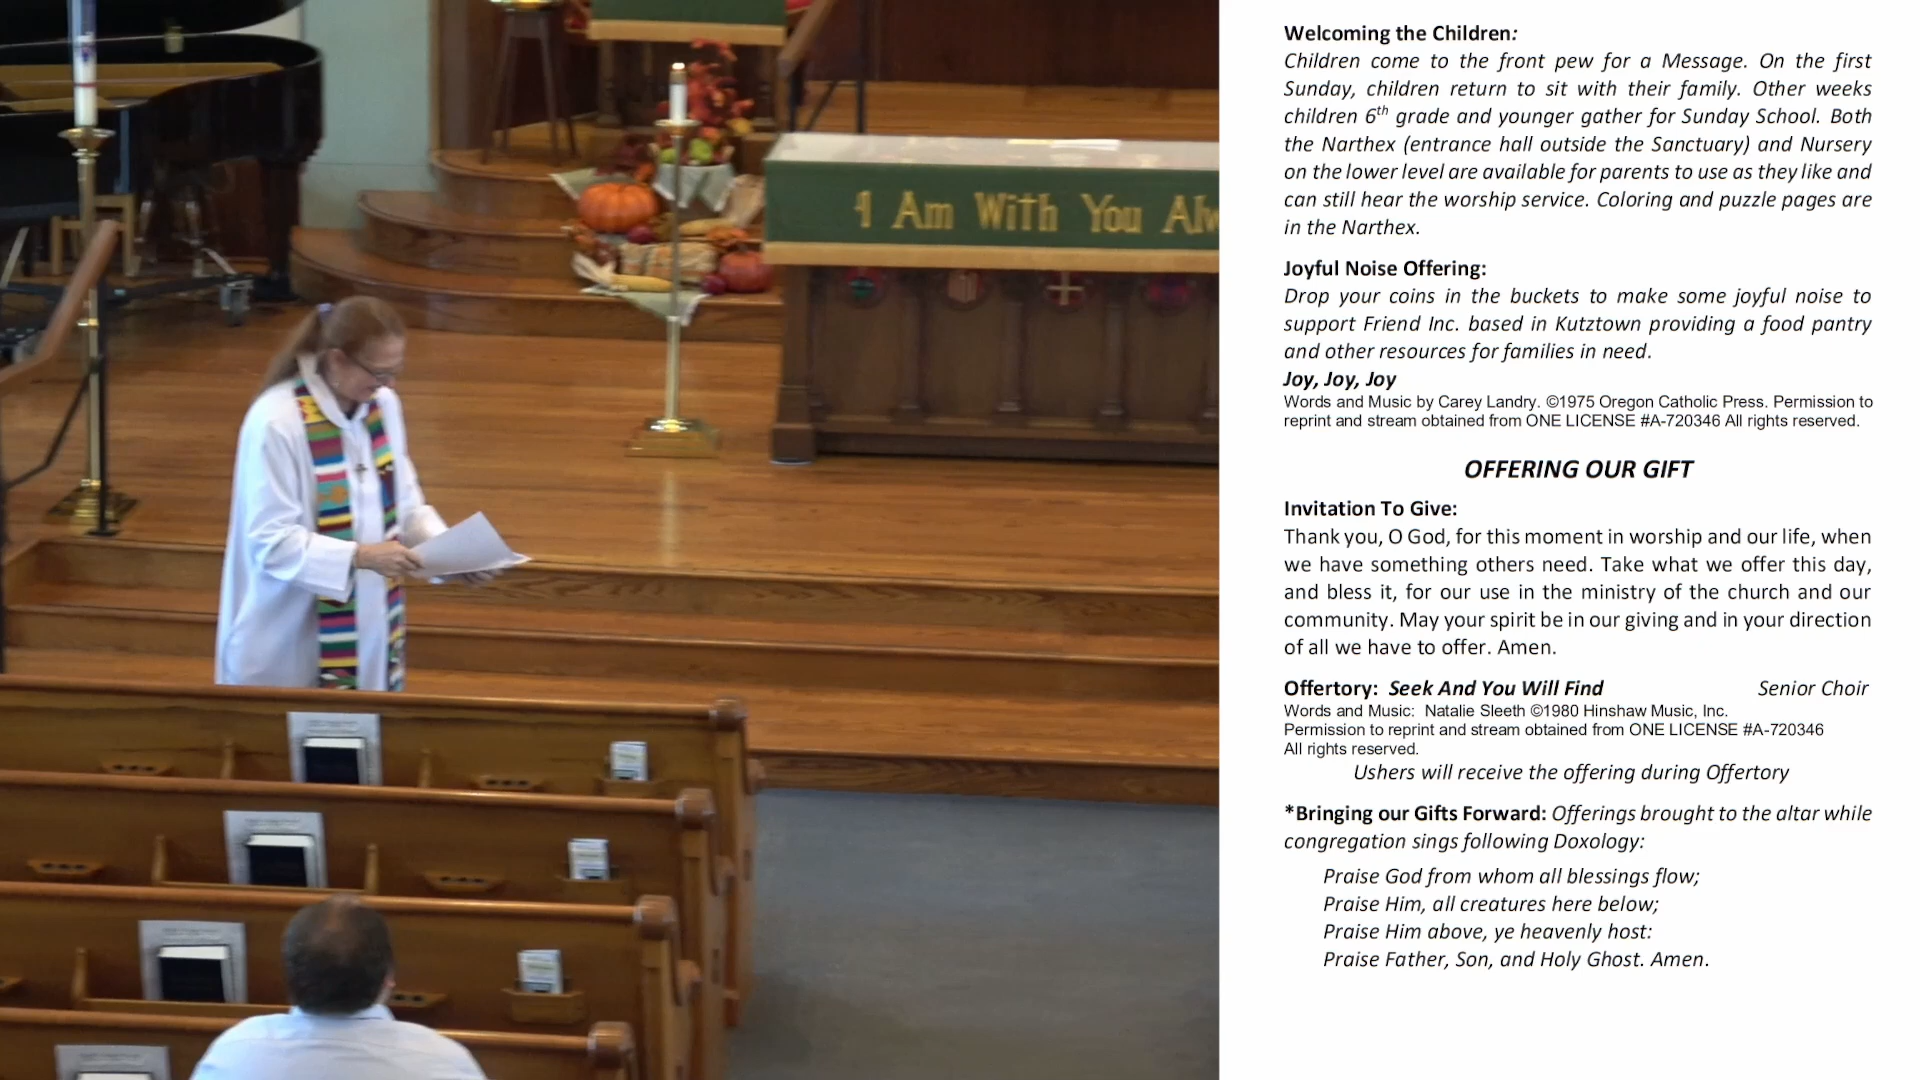 I Am With You Alw
Welcoming the Children:
Children come to the front pew for a Message. On the first
Sunday, children return to sit with their family. Other weeks
children 6th grade and younger gather for Sunday School. Both
the Narthex (entrance hall outside the Sanctuary) and Nursery
on the lower level are available for parents to use as they like and
can still hear the worship service. Coloring and puzzle pages are
in the Narthex.
Joyful Noise Offering:
Drop your coins in the buckets to make some joyful noise to
support Friend Inc. based in Kutztown providing a food pantry
and other resources for families in need.
Joy, Joy, Joy
Words and Music by Carey Landry. ©1975 Oregon Catholic Press. Permission to
reprint and stream obtained from ONE LICENSE #A-720346 All rights reserved.
OFFERING OUR GIFT
Invitation To Give:
Thank you, O God, for this moment in worship and our life, when
we have something others need. Take what we offer this day,
and bless it, for our use in the ministry of the church and our
community. May your spirit be in our giving and in your direction
of all we have to offer. Amen.
Offertory: Seek And You Will Find Senior Choir
Words and Music: Natalie Sleeth ©1980 Hinshaw Music, Inc.
Permission to reprint and stream obtained from ONE LICENSE #A-720346
All rights reserved.
Ushers will receive the offering during Offertory
*Bringing our Gifts Forward: Offerings brought to the altar while
congregation sings following Doxology:
Praise God from whom all blessings flow;
Praise Him, all creatures here below;
Praise Him above, ye heavenly host:
Praise Father, Son, and Holy Ghost. Amen.